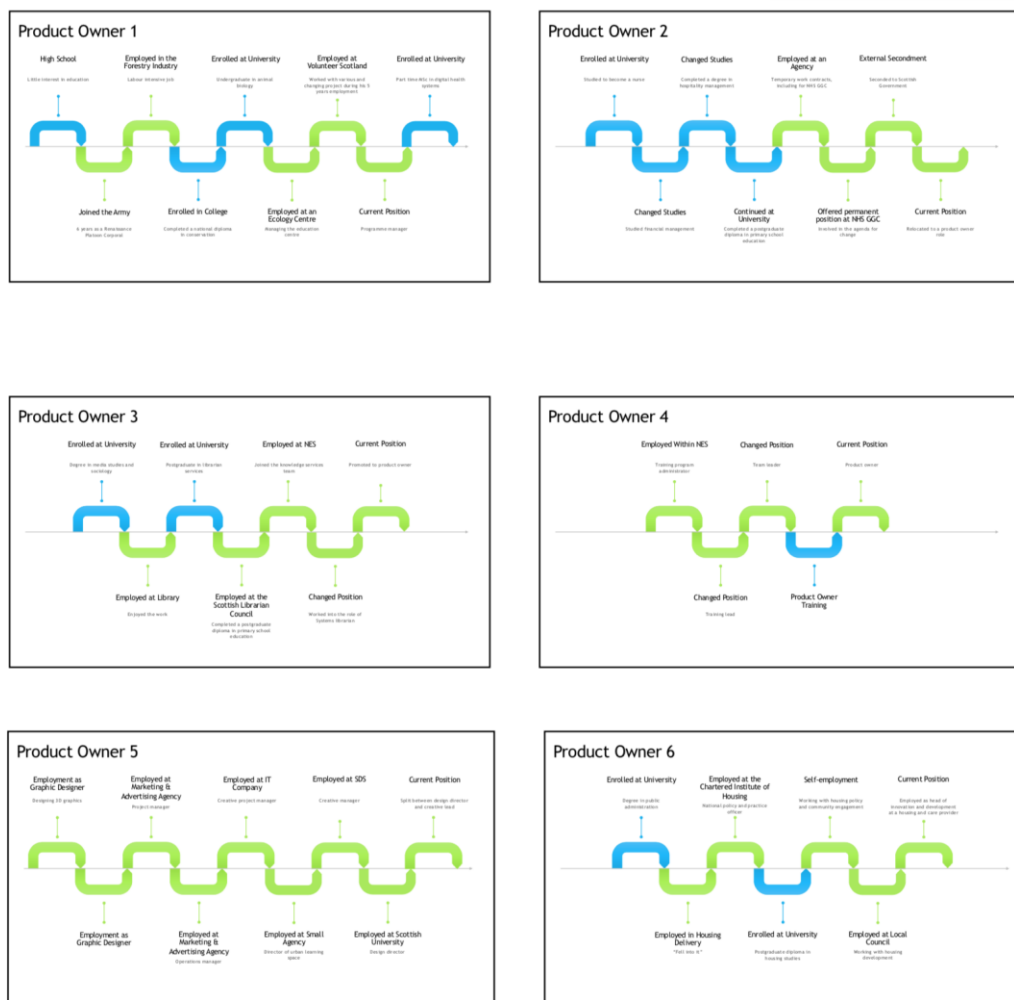 Product Owner 1
High School
Little interest in education
Employed in the
Forestry Industry
Labour intensive job
Enrolled at University
Undergraduate in animal
biology
Employed at
Volunteer Scotland
Worked with various and
changing project during his 5
years employment
Enrolled at University
Part time MSc in digital health
systems
Joined the Army
6 years as a Renaissance
Platoon Corporal
Enrolled in College
Completed a national diploma
in conservation
Employed at an
Ecology Centre
Managing the education
centre
Current Position
Programme manager
Product Owner 2
Enrolled at University
Studied to become a nurse
Changed Studies
Completed a degree in
hospitality management
Employed at an
Agency
Temporary work contracts,
including for NHS GGC
External Secondment
Seconded to Scottish
Government
Changed Studies
Studied financial management
Continued at
University
Completed a postgraduate
diploma in primary school
education
Offered permanent
position at NHS GGC
Involved in the agenda for
change
Current Position
Relocated to a product owner
role
Product Owner 3
Enrolled at University
Degree in media studies and
sociology
Enrolled at University
Postgraduate in librarian
services
Employed at NES
Joined the knowledge services
team
Current Position
Promoted to product owner
Employed at Library
Enjoyed the work
Employed at the
Scottish Librarian
Council
Completed a postgraduate
diploma in primary school
education
Changed Position
Worked into the role of
Systems librarian
Product Owner 4
Employed Within NES
Training program
administrator
Changed Position
Team leader
Current Position
Product owner
Changed Position
Training lead
Product Owner
Training
Product Owner 5
Employment as
Graphic Designer
Designing 3D graphics
Employed at
Marketing &
Advertising Agency
Project manager
Employed at IT
Company
Creative project manager
Employed at SDS
Creative manager
Current Position
Split between design director
and creative lead
Employment as
Graphic Designer
Employed at
Marketing &
Advertising Agency
Operations manager
Employed at Small
Agency
Director of urban learning
space
Employed at Scottish
University
Design director
Product Owner 6
Enrolled at University
Degree in public
administration
Employed at the
Chartered Institute of
Housing
National policy and practice
officer
Self-employment
Working with housing policy
and community engagement
Current Position
Employed as head of
innovation and development
at a housing and care provider
Employed in Housing
Delivery
"Fell into it"
Enrolled at University
Postgraduate diploma in
housing studies
Employed at Local
Council
Working with housing
development